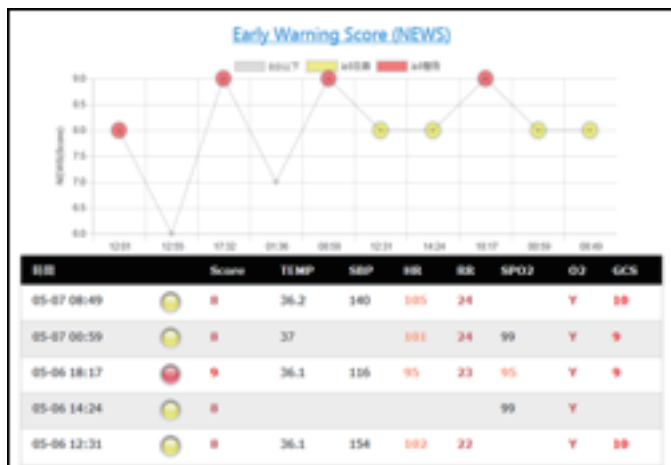 Early Warning Score (NEWS)
9.0
8.5
8.0
7.5
7.0
6.5
6.0
NEWS(Score)
12:01 12:55 17:32 01:36 08:58 12:31 14:24 18:17 00:59 08:49
時間 Score TEMP SBP HR RR SPO2 O2 GCS
05-07 08:49 8 36.2 140 105 24 Y 10
05-07 00:59 8 37 101 24 99 Y 9
05-06 18:17 9 36.1 116 95 23 95 Y 9
05-06 14:24 8 99 Y
05-06 12:31 8 36.1 154 102 22 Y 10